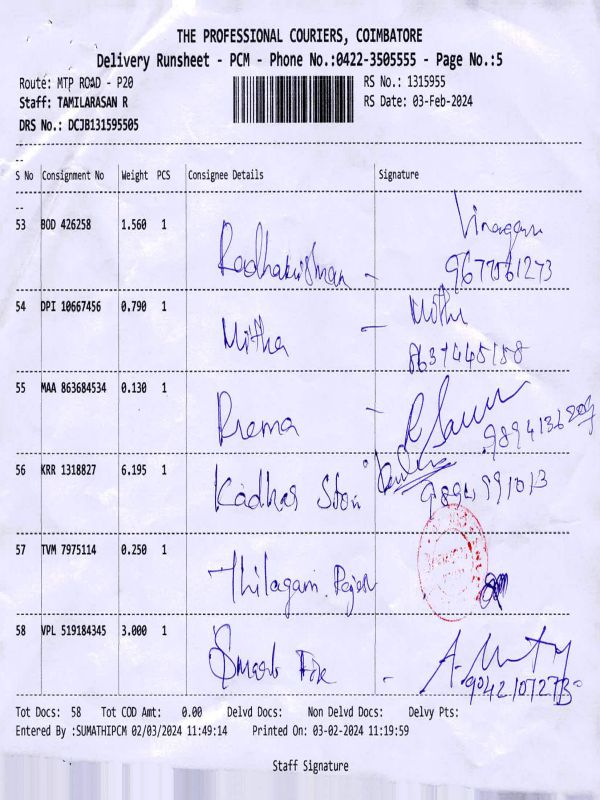 THE PROFESSIONAL COURIERS, COIMBATORE
Delivery Runsheet - PCM - Phone No.:0422-3505555 - Page No.:5
Route: MTP ROAD - P20 RS No.: 1315955
Staff: TAMILARASAN R RS Date: 03-Feb-2024
DRS No.: DCJB131595505
S No Consignment No Weight PCS Consignee Details Signature
53 BOD 426258 1.560 1 Radhakrishnan - 9677561273
54 DPI 10667456 0.790 1 Mitha - Mitha
8637445158
55 MAA 863684534 0.130 1 Prema -
56 KRR 1318827 6.195 1 Kadhar 9894991013
57 TVM 7975114 0.250 1 Thilagam. Rajesh
58 VPL 519184345 3.000 1 -
Tot Docs: 58 Tot COD Amt: 0.00 Delvd Docs: Non Delvd Docs: Delvy Pts:
Entered By :SUMATHIPCM 02/03/2024 11:49:14 Printed On: 03-02-2024 11:19:59
Staff Signature